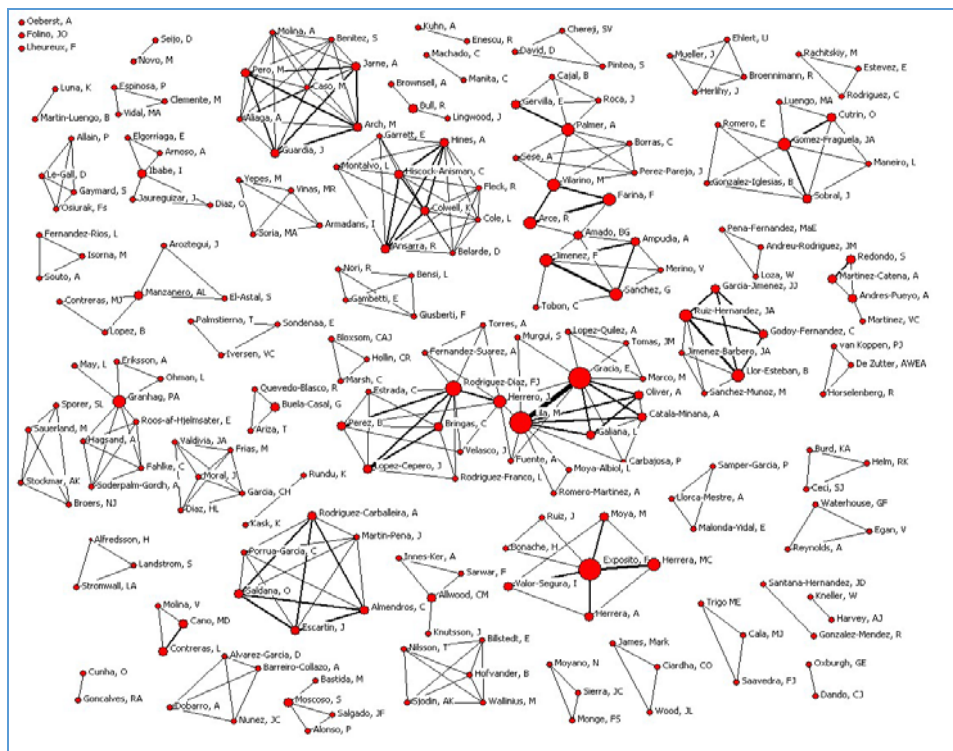 Oeberst, A
Folino, JO
Lheureux, F
Seijo, D
Novo, M
Molina, A
Benitez, S
Pero, M
Jarne, A
Caso, M
Aliaga, A
Arch, M
Guardia, J
Kuhn, A
Enescu, R
Machado, C
Manita, C
Brownsell, A
Bull, R
Lingwood, J
Chereji, SV
David, D
Pintea, S
Cajal, B
Gervilla, E
Roca, J
Palmer, A
Borras, C
Sese, A
Perez-Pareja, J
Vilarino, M
Farina, F
Arce, R
Amado, BG
Ampudia, A
Jimenez, F
Merino, V
Sanchez, G
Tobon, C
Ehlert, U
Mueller, J
Broennimann, R
Herlihy, J
Rachitskiy, M
Estevez, E
Rodriguez, C
Luengo, MA
Cutrin, O
Romero, E
Gomez-Fraguela, JA
Maneiro, L
Gonzalez-Iglesias, B
Sobral, J
Luna, K
Martin-Luengo, B
Espinosa, P
Clemente, M
Vidal, MA
Allain, P
Le-Gall, D
Gaymard, S
Osiurak, Fs
Elgorriaga, E
Arnoso, A
Ibabe, I
Jaureguizar, J
Diaz, O
Garrett, E
Hines, A
Montalvo, L
Hiscock-Anisman, C
Fleck, R
Colwell, K
Cole, L
Ansarra, R
Belarde, D
Yepes, M
Vinas, MR
Armadans, I
Soria, MA
Fernandez-Rios, L
Isorna, M
Souto, A
Aroztegui, J
Contreras, MJ
Manzanero, AL
El-Astal, S
Lopez, B
Nori, R
Bensi, L
Gambetti, E
Giusberti, F
Pena-Fernandez, MaE
Andreu-Rodriguez, JM
Loza, W
Redondo, S
Martinez-Catena, A
Andres-Pueyo, A
Martinez, VC
Garcia-Jimenez, JJ
Ruiz-Hernandez, JA
Godoy-Fernandez, C
Jimenez-Barbero, JA
Llor-Esteban, B
Sanchez-Munoz, M
van Koppen, PJ
De Zutter, AWEA
Horselenberg, R
Palmstierna, T
Sondenaa, E
Iversen, VC
Bloxsom, CAJ
Hollin, CR
Marsh, C
Torres, A
Fernandez-Suarez, A
Murgui, S
Lopez-Quilez, A
Tomas, JM
Gracia, E
Marco, M
Estrada, C
Rodriguez-Diaz, FJ
Herrero, J
Oliver, A
Lila, M
Catala-Minana, A
Perez, B
Bringas, C
Galiana, L
Velasco, J
Fuente, A
Carbajosa, P
Lopez-Cepero, J
Rodriguez-Franco, L
Moya-Albiol, L
Romero-Martinez, A
May, L
Eriksson, A
Ohman, L
Granhag, PA
Sporer, SL
Roos-af-Hjelmsater, E
Sauerland, M
Hagsand, A
Stockmar, AK
Fahlke, C
Soderpalm-Gordh, A
Broers, NJ
Quevedo-Blasco, R
Buela-Casal, G
Ariza, T
Valdivia, JA
Frias, M
Moral, J
Garcia, CH
Diaz, HL
Rundu, K
Kask, K
Samper-Garcia, P
Llorca-Mestre, A
Malonda-Vidal, E
Burd, KA
Helm, RK
Ceci, SJ
Waterhouse, GF
Egan, V
Reynolds, A
Alfredsson, H
Landstrom, S
Stromwall, LA
Rodriguez-Carballeira, A
Martin-Pena, J
Porrua-Garcia, C
Galdana, O
Almendros, C
Escartin, J
Innes-Ker, A
Sarwar, F
Allwood, CM
Knutsson, J
Ruiz, J
Moya, M
Bonache, H
Exposito, F
Herrera, MC
Valor-Segura, I
Herrera, A
Santana-Hernandez, JD
Kneller, W
Harvey, AJ
Gonzalez-Mendez, R
Trigo ME
Cala, MJ
Saavedra, FJ
Oxburgh, GE
Dando, CJ
Molina, V
Cano, MD
Contreras, L
Cunha, O
Goncalves, RA
Alvarez-Garcia, D
Barreiro-Collazo, A
Dobarro, A
Nunez, JC
Bastida, M
Moscoso, S
Salgado, JF
Alonso, P
Nilsson, T
Billstedt, E
Hofvander, B
Sjodin, AK
Wallinius, M
Moyano, N
Sierra, JC
Monge, FS
James, Mark
Ciardha, CO
Wood, JL